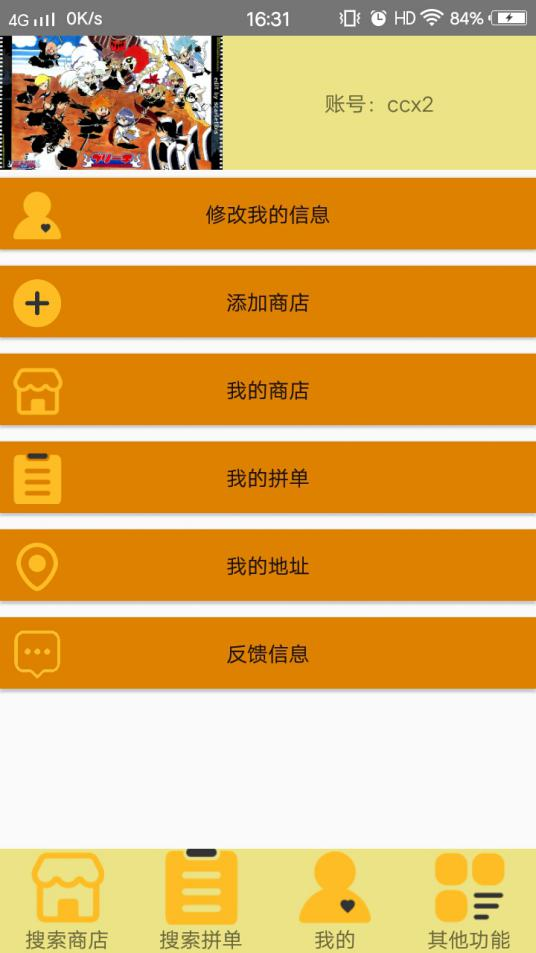 4G 0K/s 16:31 HD 84%
账号：ccx2
修改我的信息
添加商店
我的商店
我的拼单
我的地址
反馈信息
搜索商店 搜索拼单 我的 其他功能